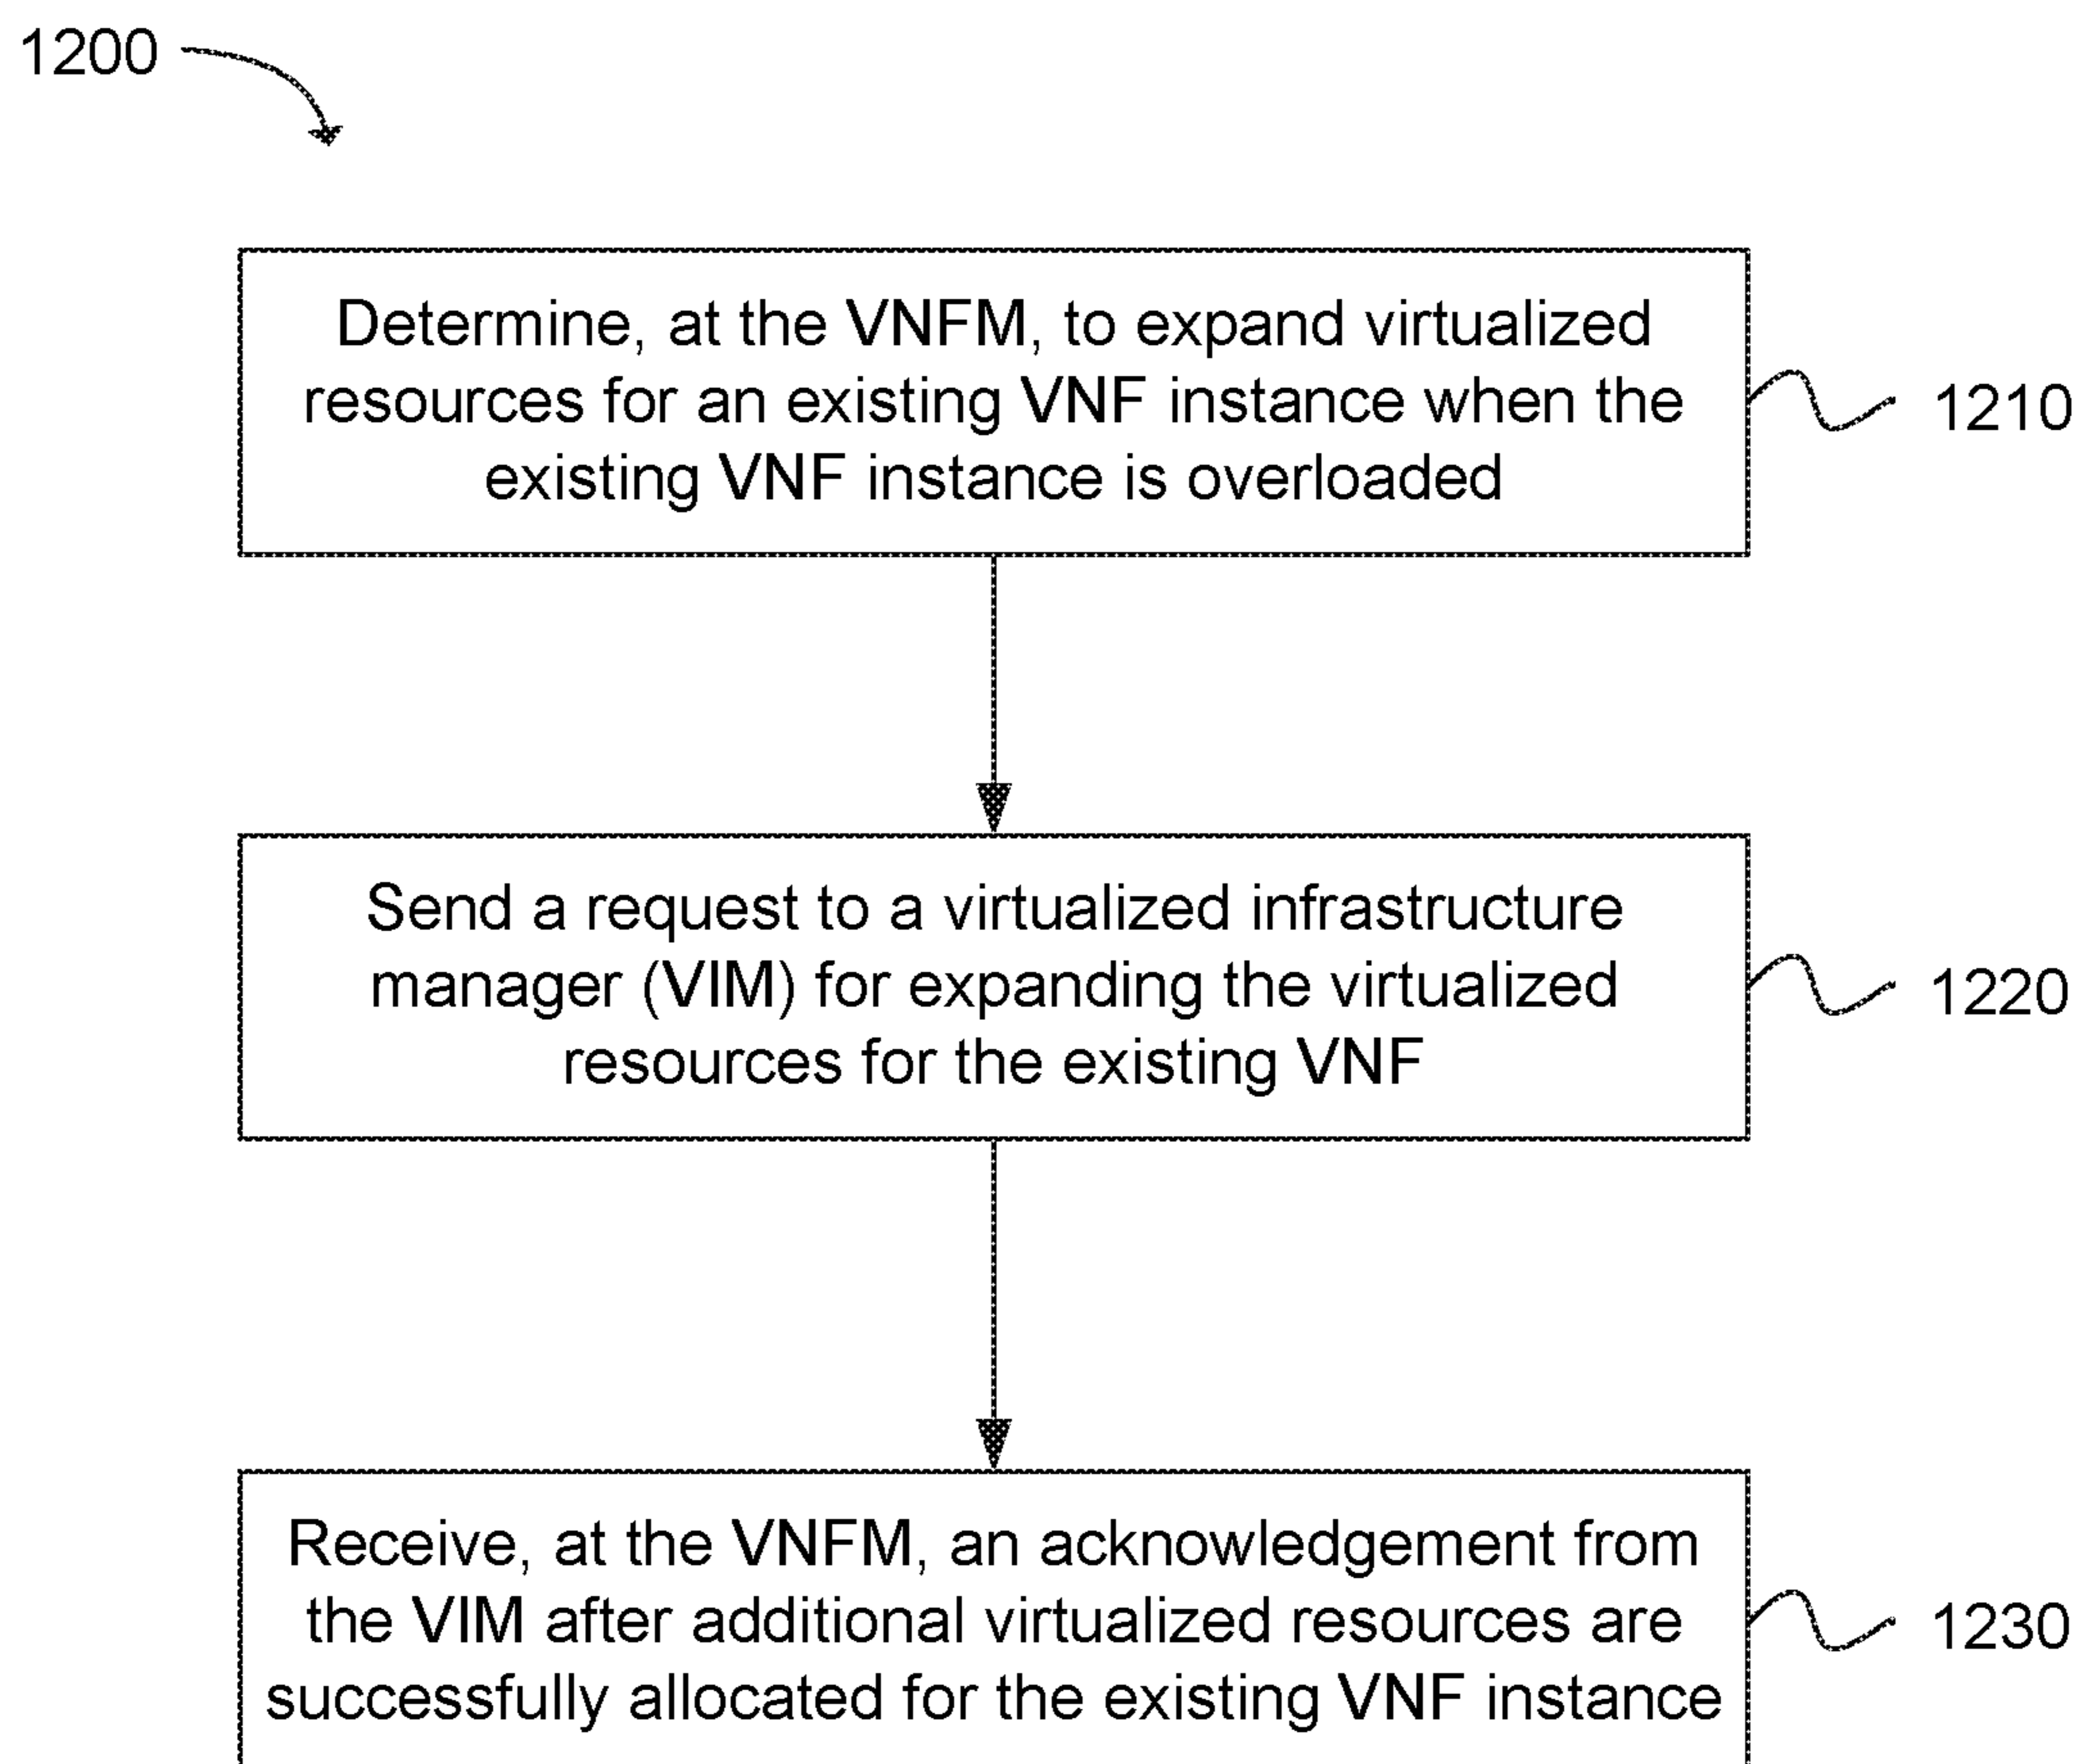 1200
Determine, at the VNFM, to expand virtualized
resources for an existing VNF instance when the
existing VNF instance is overloaded
1210
Send a request to a virtualized infrastructure
manager (VIM) for expanding the virtualized
resources for the existing VNF
1220
Receive, at the VNFM, an acknowledgement from
the VIM after additional virtualized resources are
successfully allocated for the existing VNF instance
1230